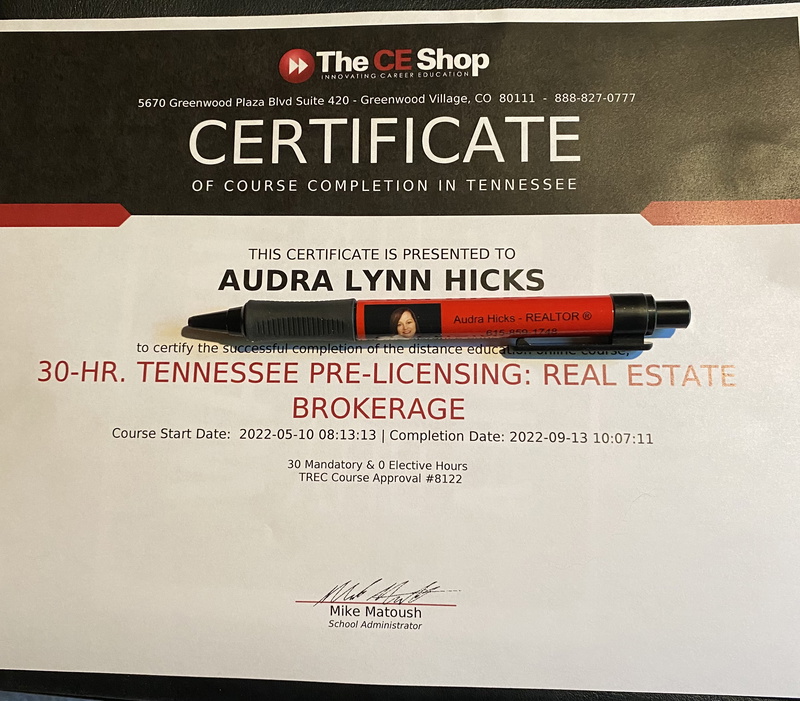 The CE Shop
INNOVATING CAREER EDUCATION
5670 Greenwood Plaza Blvd Suite 420 - Greenwood Village, CO 80111 - 888-827-0777
CERTIFICATE
OF COURSE COMPLETION IN TENNESSEE
THIS CERTIFICATE IS PRESENTED TO
AUDRA LYNN HICKS
Audra Hicks - REALTOR ®
615-859-1748
to certify the successful completion of the distance education online course,
30-HR. TENNESSEE PRE-LICENSING: REAL ESTATE
BROKERAGE
Course Start Date: 2022-05-10 08:13:13 | Completion Date: 2022-09-13 10:07:11
30 Mandatory & 0 Elective Hours
TREC Course Approval #8122
Mike Matoush
School Administrator